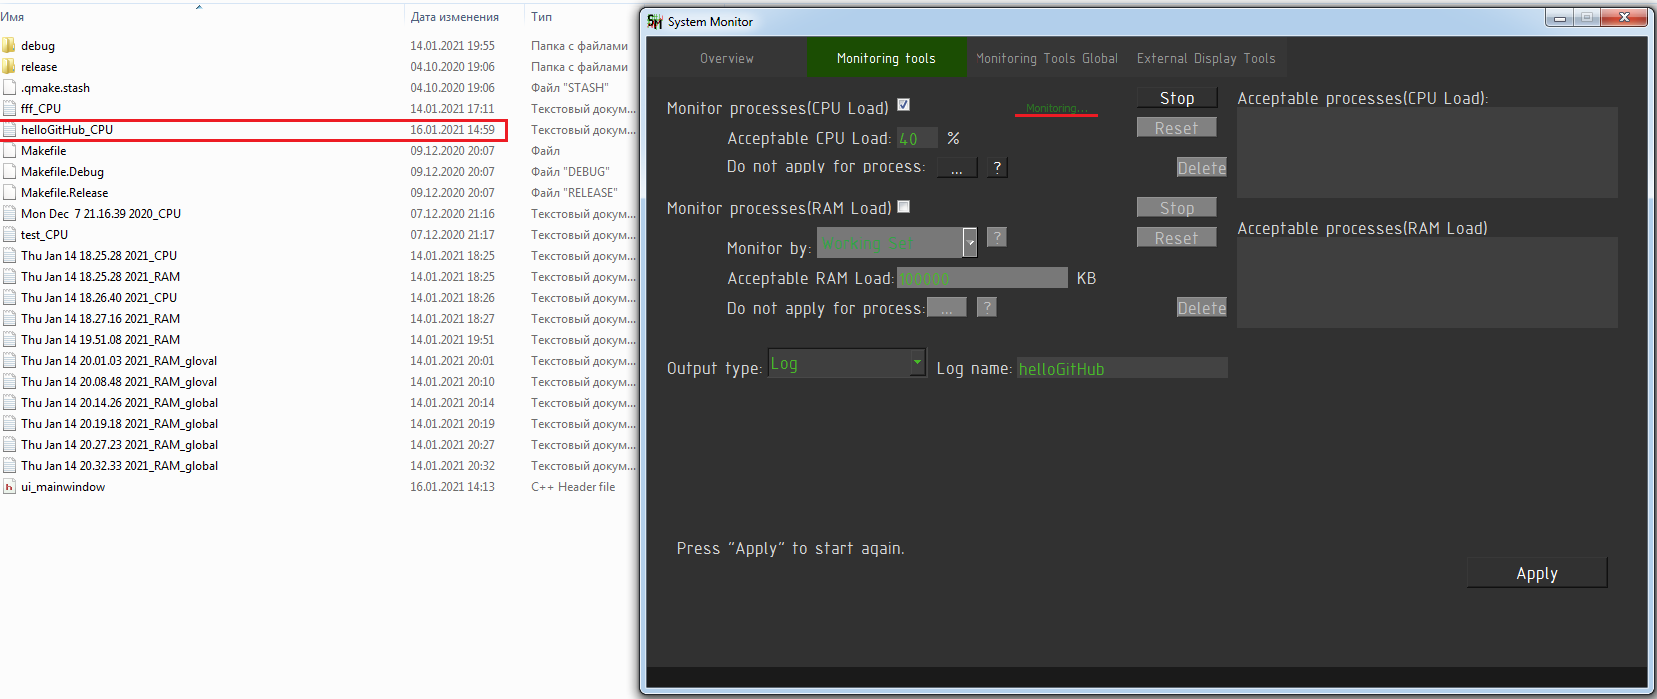 Имя Дата изменения Тип
debug 14.01.2021 19:55 Папка с файлами
release 04.10.2020 19:06 Папка с файлами
.qmake.stash 04.10.2020 19:06 Файл "STASH"
fff_CPU 14.01.2021 17:11 Текстовый докум...
helloGitHub_CPU 16.01.2021 14:59 Текстовый докум...
Makefile 09.12.2020 20:07 Файл
Makefile.Debug 09.12.2020 20:07 Файл "DEBUG"
Makefile.Release 09.12.2020 20:07 Файл "RELEASE"
Mon Dec 7 21.16.39 2020_CPU 07.12.2020 21:16 Текстовый докум...
test_CPU 07.12.2020 21:17 Текстовый докум...
Thu Jan 14 18.25.28 2021_CPU 14.01.2021 18:25 Текстовый докум...
Thu Jan 14 18.25.28 2021_RAM 14.01.2021 18:25 Текстовый докум...
Thu Jan 14 18.26.40 2021_CPU 14.01.2021 18:26 Текстовый докум...
Thu Jan 14 18.27.16 2021_RAM 14.01.2021 18:27 Текстовый докум...
Thu Jan 14 19.51.08 2021_RAM 14.01.2021 19:51 Текстовый докум...
Thu Jan 14 20.01.03 2021_RAM_gloval 14.01.2021 20:01 Текстовый докум...
Thu Jan 14 20.08.48 2021_RAM_gloval 14.01.2021 20:10 Текстовый докум...
Thu Jan 14 20.14.26 2021_RAM_global 14.01.2021 20:14 Текстовый докум...
Thu Jan 14 20.19.18 2021_RAM_global 14.01.2021 20:19 Текстовый докум...
Thu Jan 14 20.27.23 2021_RAM_global 14.01.2021 20:27 Текстовый докум...
Thu Jan 14 20.32.33 2021_RAM_global 14.01.2021 20:32 Текстовый докум...
h ui_mainwindow 16.01.2021 14:13 C++ Header file
SM System Monitor
Overview Monitoring tools Monitoring Tools Global External Display Tools
Monitor processes(CPU Load) Monitoring... Stop Acceptable processes(CPU Load):
Acceptable CPU Load: 40 % Reset
Do not apply for process: ... ? Delete
Monitor processes(RAM Load) Stop Acceptable processes(RAM Load)
Monitor by: Working Set ? Reset
Acceptable RAM Load: 100000 KB
Do not apply for process: ... ? Delete
Output type: Log Log name: helloGitHub
Press "Apply" to start again.
Apply